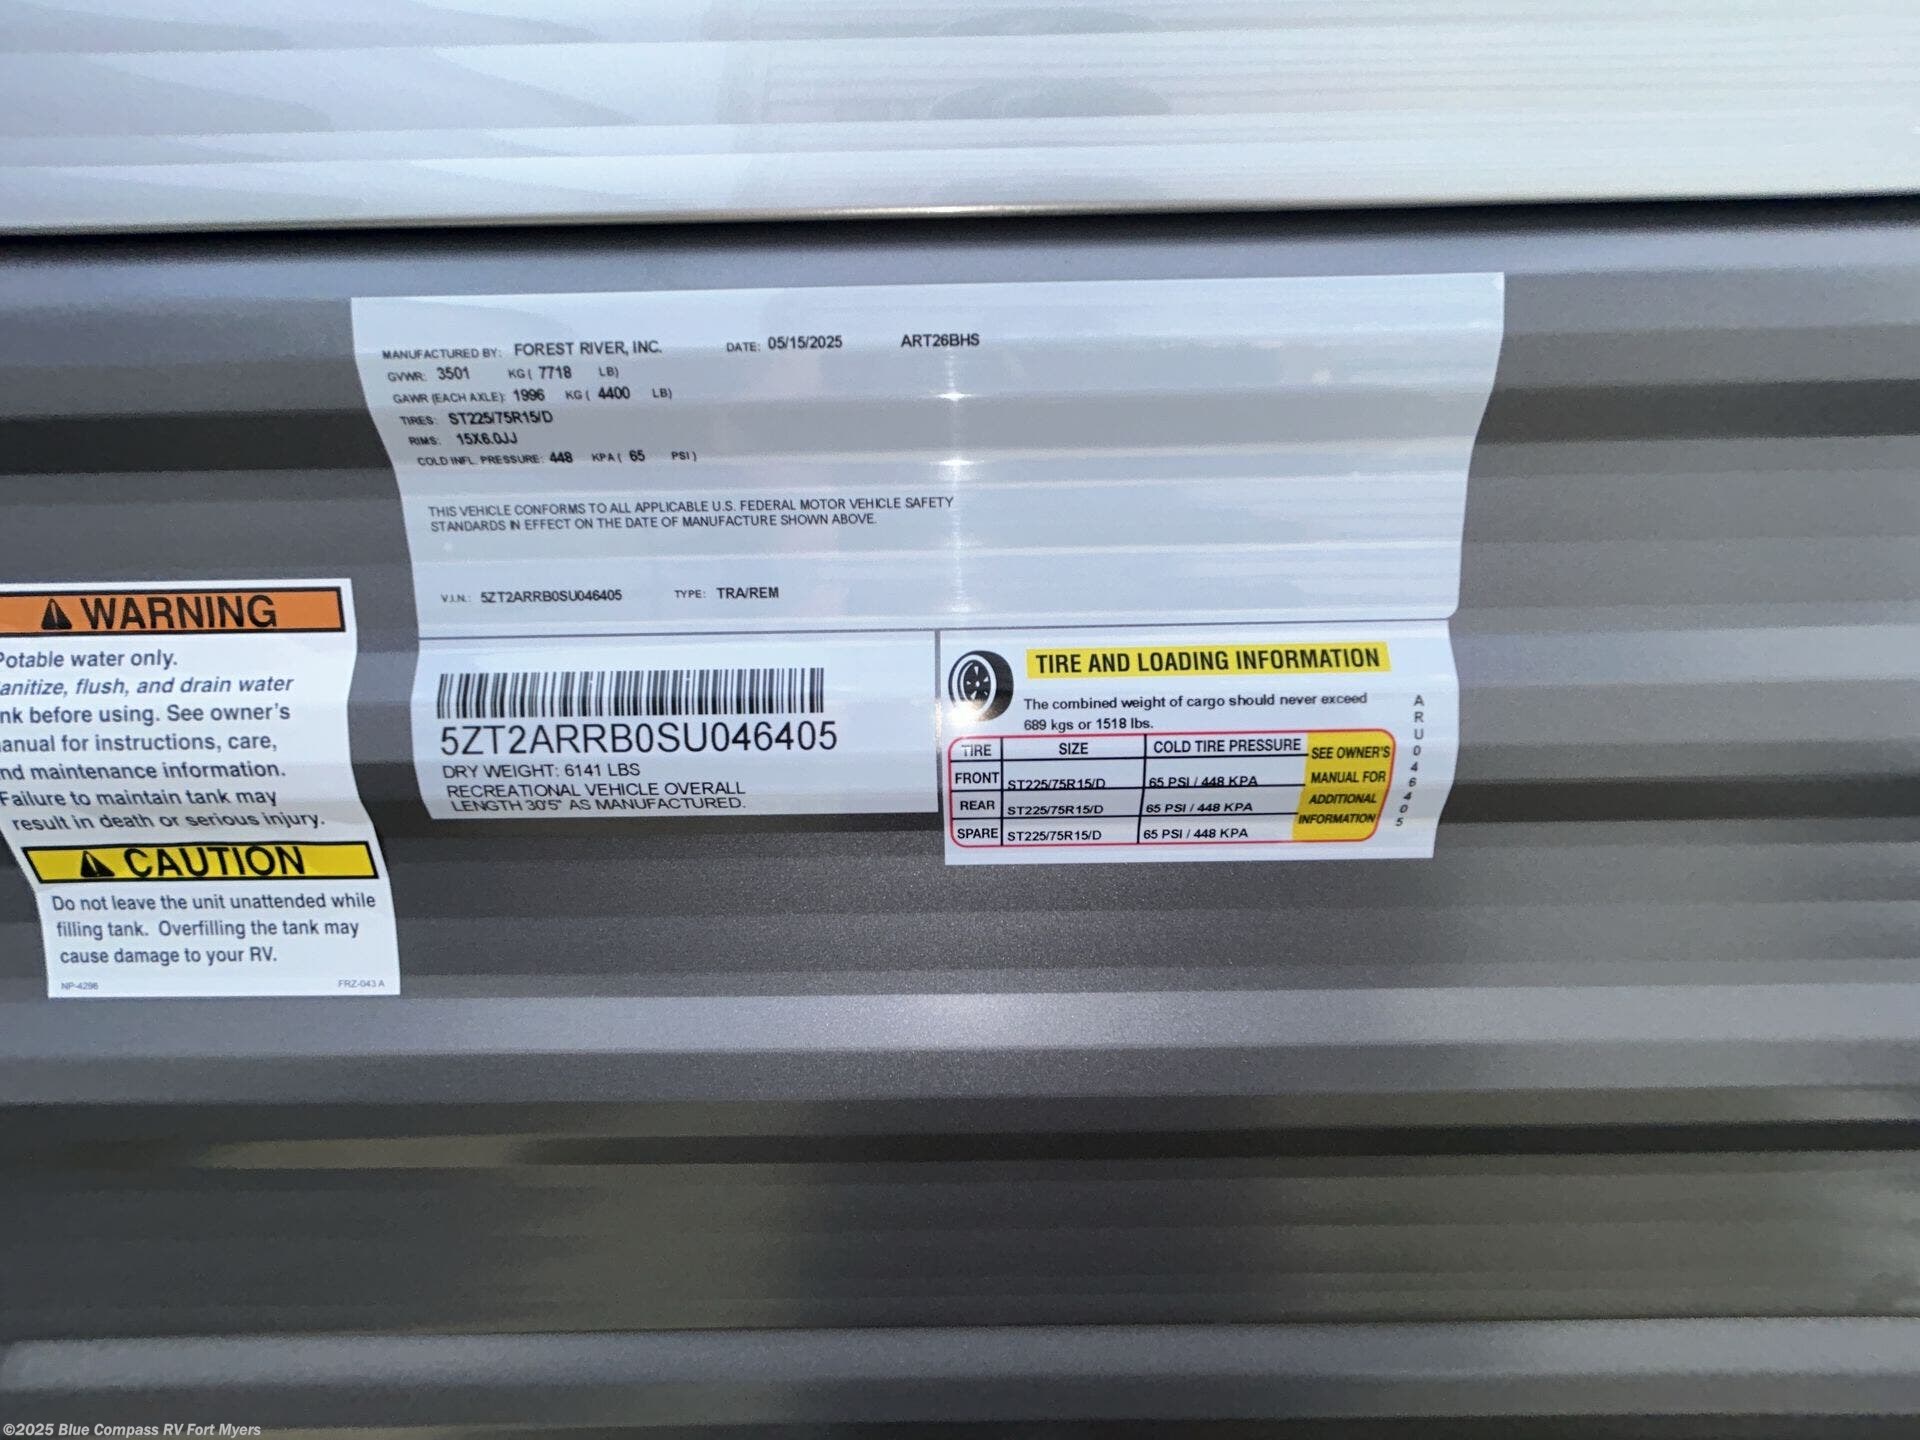 MANUFACTURED BY: FOREST RIVER, INC. DATE: 05/15/2025 ART26BHS
GVWR: 3501 KG ( 7718 LB)
GAWR (EACH AXLE): 1996 KG ( 4400 LB)
TIRES: ST225/75R15/D
RIMS: 15X6.0JJ
COLD INFL. PRESSURE: 448 KPA ( 65 PSI )
THIS VEHICLE CONFORMS TO ALL APPLICABLE U.S. FEDERAL MOTOR VEHICLE SAFETY
STANDARDS IN EFFECT ON THE DATE OF MANUFACTURE SHOWN ABOVE.
V.I.N.: 5ZT2ARRB0SU046405 TYPE: TRA/REM
5ZT2ARRB0SU046405
DRY WEIGHT: 6141 LBS
RECREATIONAL VEHICLE OVERALL
LENGTH 30'5" AS MANUFACTURED.
TIRE AND LOADING INFORMATION
The combined weight of cargo should never exceed
689 kgs or 1518 lbs.
TIRE SIZE COLD TIRE PRESSURE
FRONT ST225/75R15/D 65 PSI / 448 KPA
REAR ST225/75R15/D 65 PSI / 448 KPA
SPARE ST225/75R15/D 65 PSI / 448 KPA
SEE OWNER'S
MANUAL FOR
ADDITIONAL
INFORMATION
ARU046405
WARNING
Potable water only.
anitize, flush, and drain water
nk before using. See owner's
anual for instructions, care,
nd maintenance information.
Failure to maintain tank may
result in death or serious injury.
CAUTION
Do not leave the unit unattended while
filling tank. Overfilling the tank may
cause damage to your RV.
NP-4296 FRZ-043 A
©2025 Blue Compass RV Fort Myers